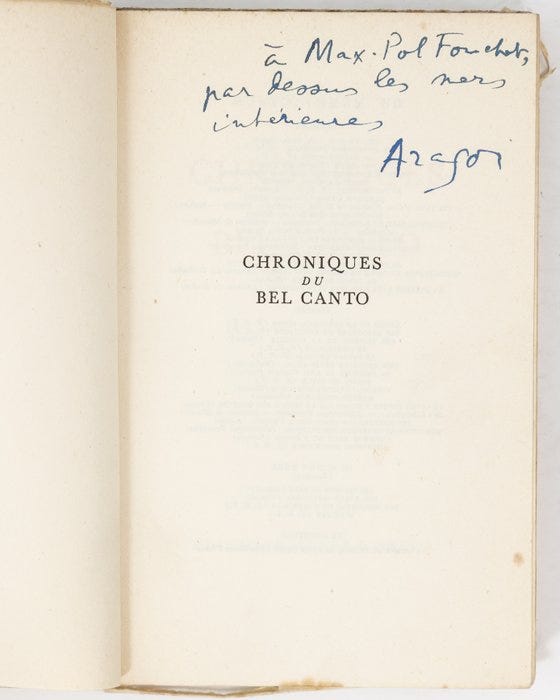 à Max-Pol Fouchet,
par dessus les mers
intérieures
Aragon
CHRONIQUES
DU
BEL CANTO